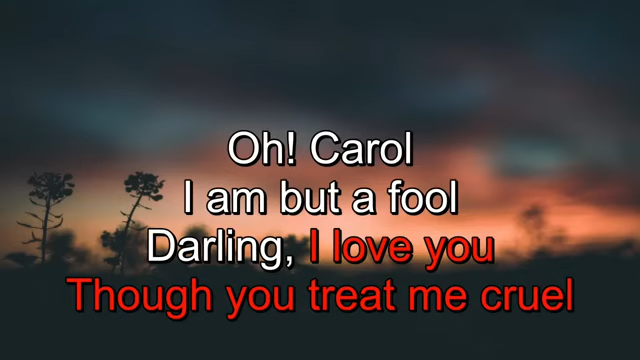 Oh! Carol
I am but a fool
Darling, I love you
Though you treat me cruel